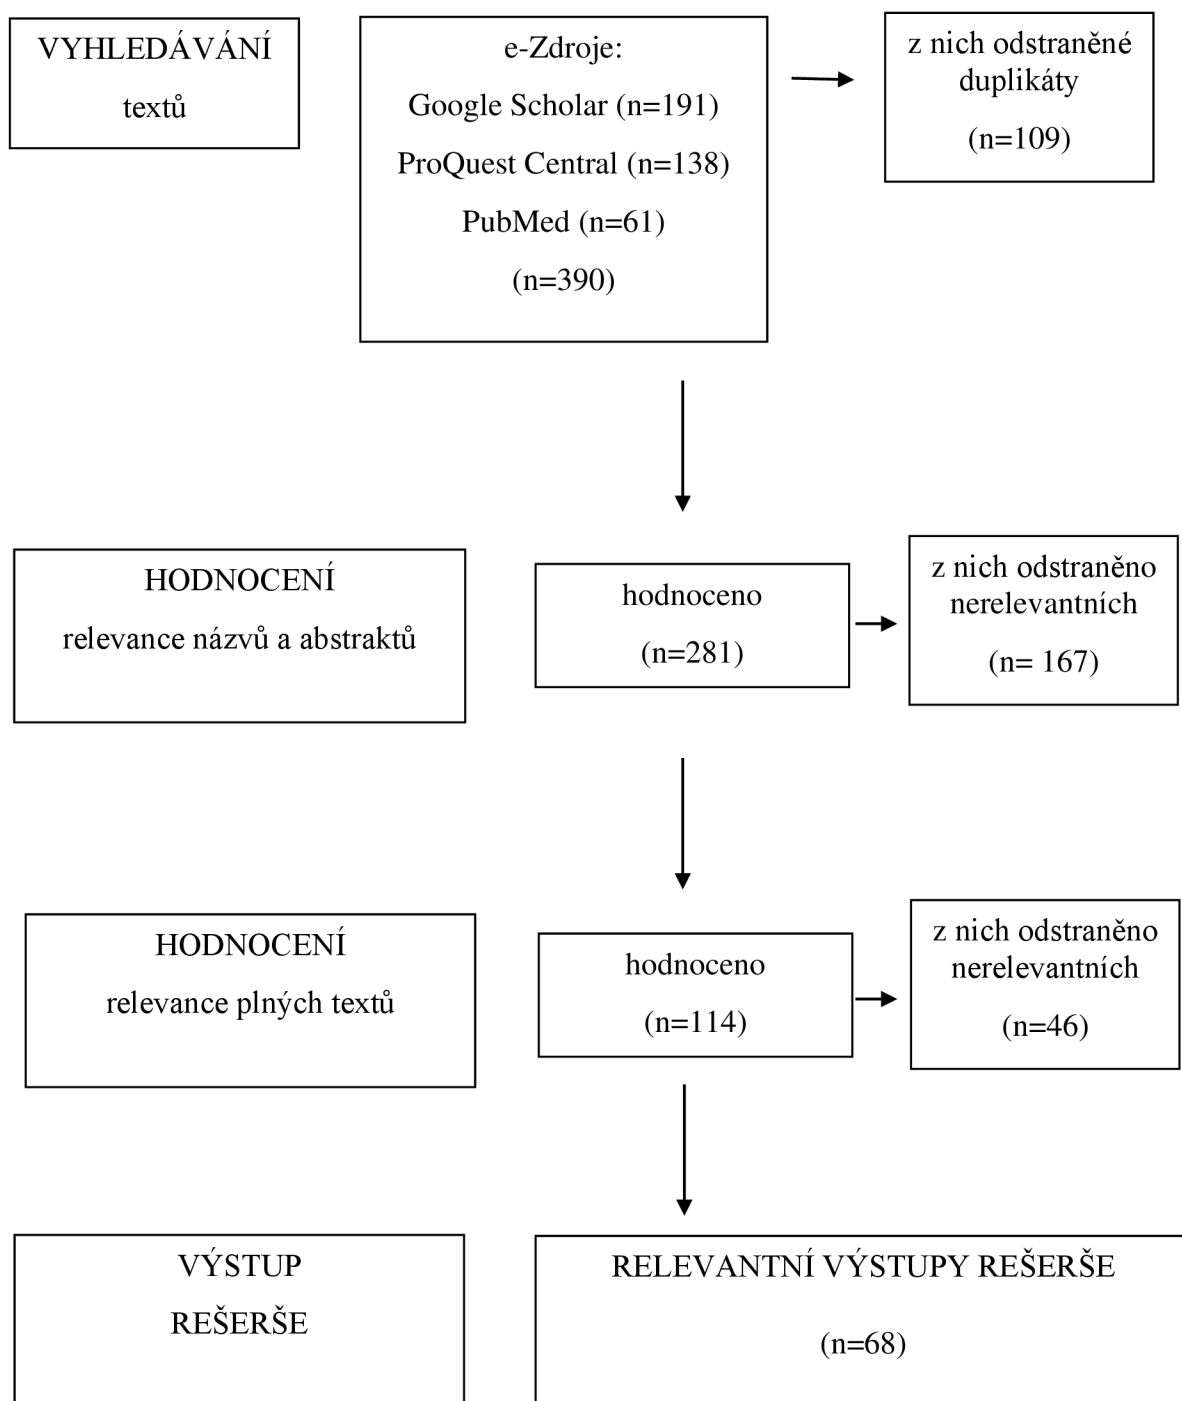 VYHLEDÁVÁNÍ
textů
e-Zdroje:
Google Scholar (n=191)
ProQuest Central (n=138)
PubMed (n=61)
(n=390)
z nich odstraněné
duplikáty
(n=109)
HODNOCENÍ
relevance názvů a abstraktů
hodnoceno
(n=281)
z nich odstraněno
nerelevantních
(n= 167)
HODNOCENÍ
relevance plných textů
hodnoceno
(n=114)
z nich odstraněno
nerelevantních
(n=46)
VÝSTUP
REŠERŠE
RELEVANTNÍ VÝSTUPY REŠERŠE
(n=68)